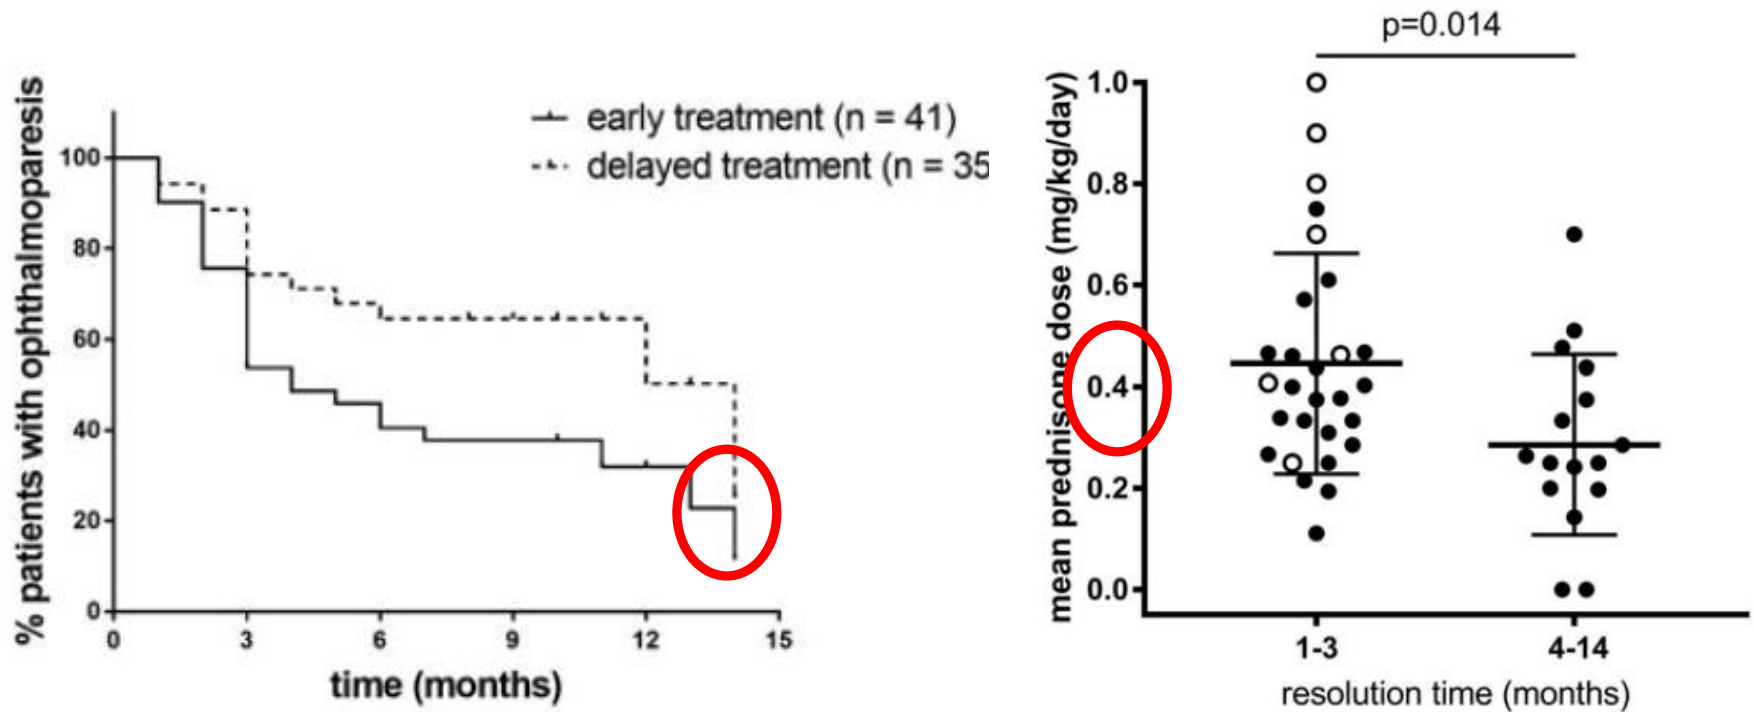 % patients with ophthalmoparesis
100
80
60
40
20
0
early treatment (n = 41)
delayed treatment (n = 35
0 3 6 9 12 15
time (months)
p=0.014
mean prednisone dose (mg/kg/day)
1.0
0.8
0.6
0.4
0.2
0.0
1-3 4-14
resolution time (months)